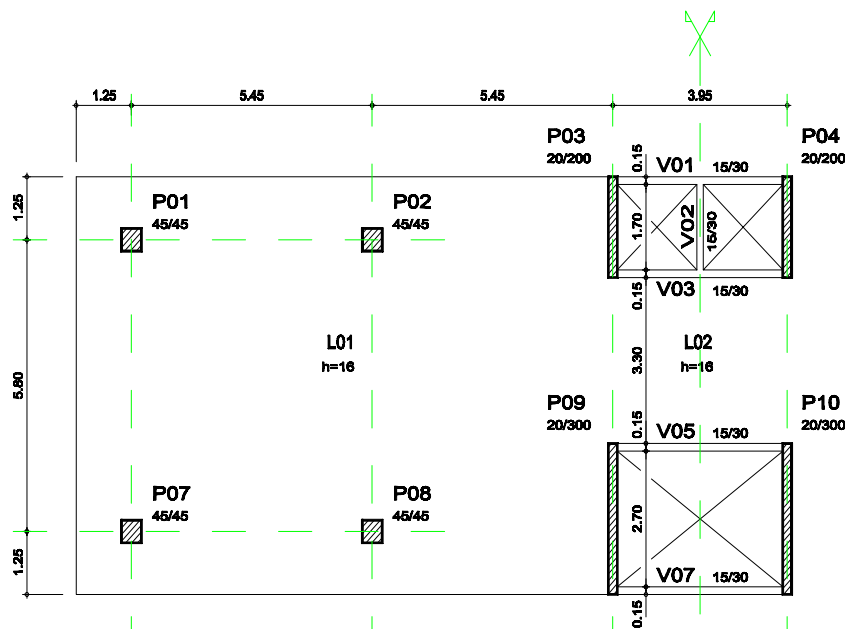 1.25 5.45 5.45 3.95
P03
20/200
P04
20/200
0.15
V01 15/30
1.25
P01
45/45
P02
45/45
1.70
V02
15/30
0.15
V03 15/30
L01
h=16
L02
h=16
5.80
3.30
P09
20/300
P10
20/300
0.15
V05 15/30
P07
45/45
P08
45/45
2.70
1.25
V07 15/30
0.15